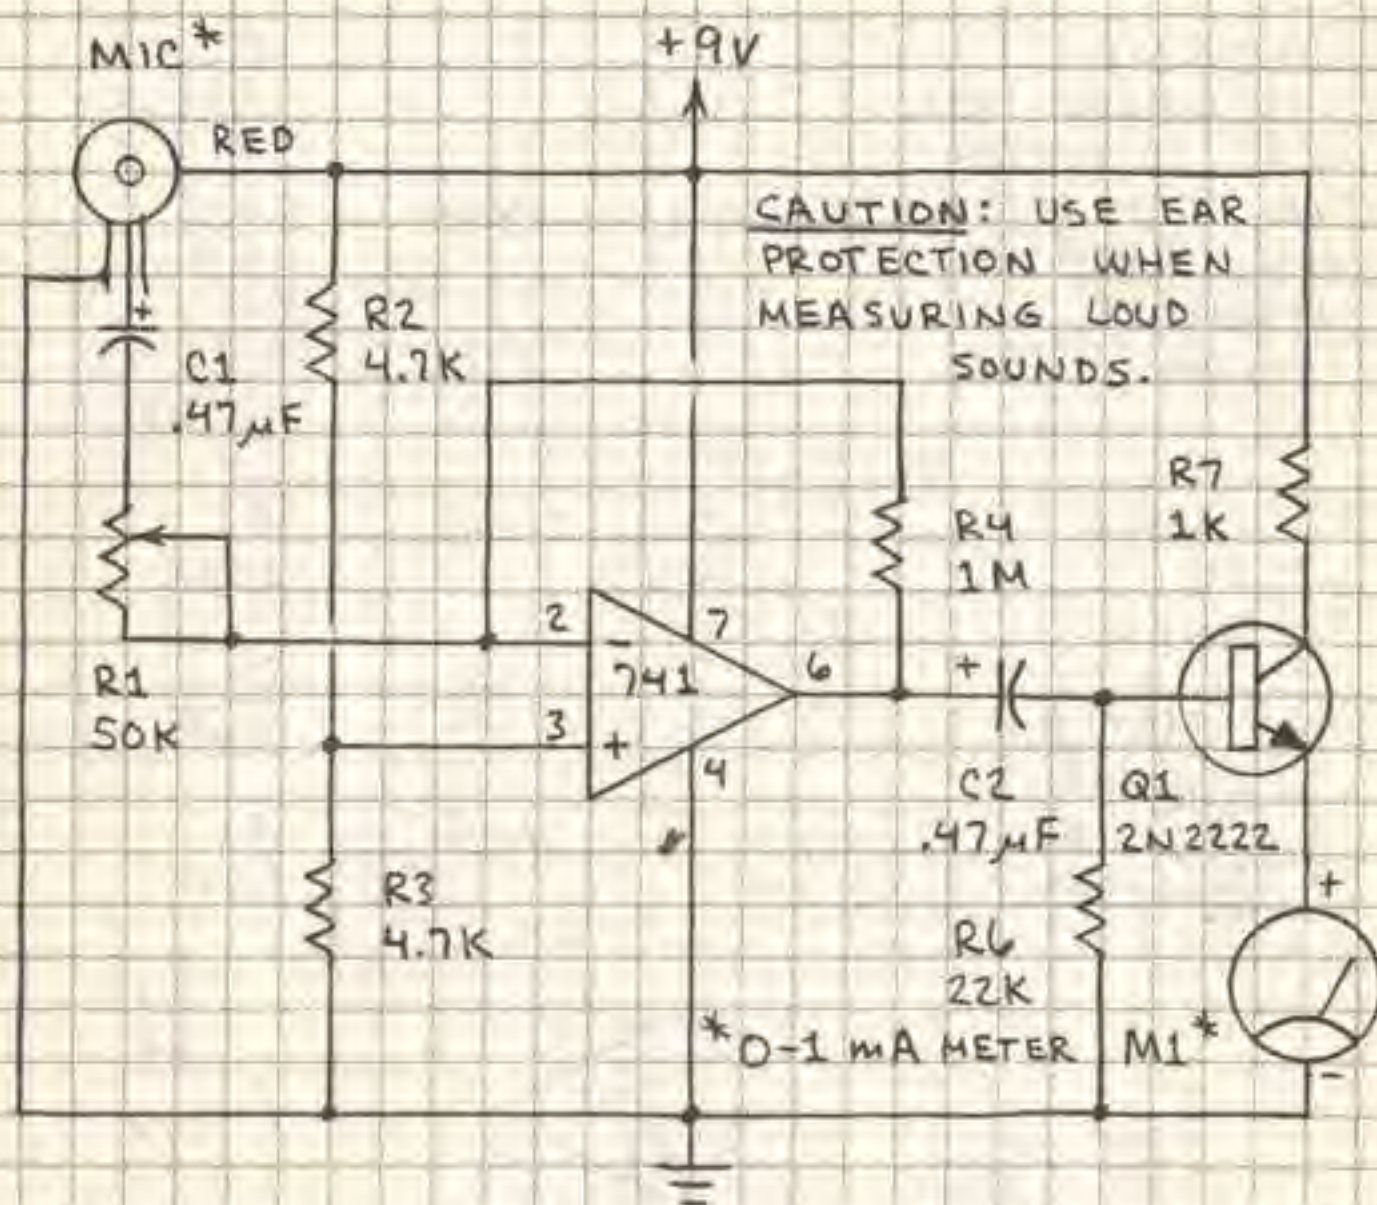 MIC*
+9V
RED
CAUTION: USE EAR
PROTECTION WHEN
MEASURING LOUD
SOUNDS.
R2
4.7K
+
C1
.47µF
R7
1K
R4
1M
2
-
7
741
6
+
R1
50K
3
+
4
C2
.47µF
Q1
2N2222
R3
4.7K
+
R6
22K
*0-1 mA METER
M1*
-